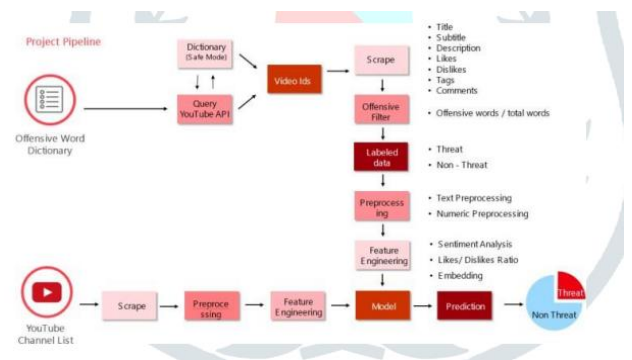 Project Pipeline
Dictionary
(Safe Mode)
Query
YouTube API
Video Ids
Scrape
• Title
• Subtitle
• Description
• Likes
• Dislikes
• Tags
• Comments
Offensive Word
Dictionary
Offensive
Filter
• Offensive words / total words
Labeled
data
• Threat
• Non - Threat
Preprocess
ing
• Text Preprocessing
• Numeric Preprocessing
Feature
Engineering
• Sentiment Analysis
• Likes/ Dislikes Ratio
• Embedding
YouTube
Channel List
Scrape
Preproce
ssing
Feature
Engineering
Model
Prediction
Threat
Non Threat